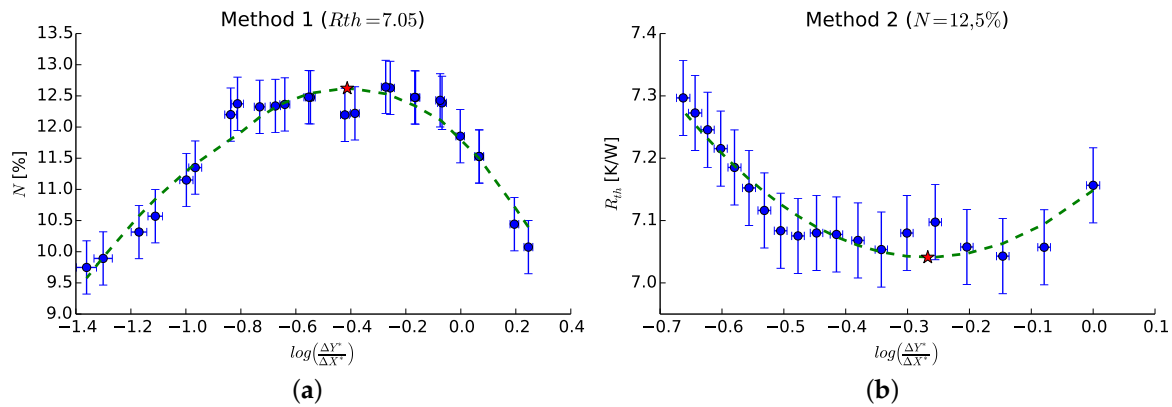 Method 1 (Rth=7.05)
13.5
13.0
12.5
12.0
11.5
11.0
10.5
10.0
9.5
9.0
N [%]
−1.4 −1.2 −1.0 −0.8 −0.6 −0.4 −0.2 0.0 0.2 0.4
log(ΔY*/ΔX*)
(a)
Method 2 (N=12,5%)
7.4
7.3
7.2
7.1
7.0
R_th [K/W]
−0.7 −0.6 −0.5 −0.4 −0.3 −0.2 −0.1 0.0 0.1
log(ΔY*/ΔX*)
(b)